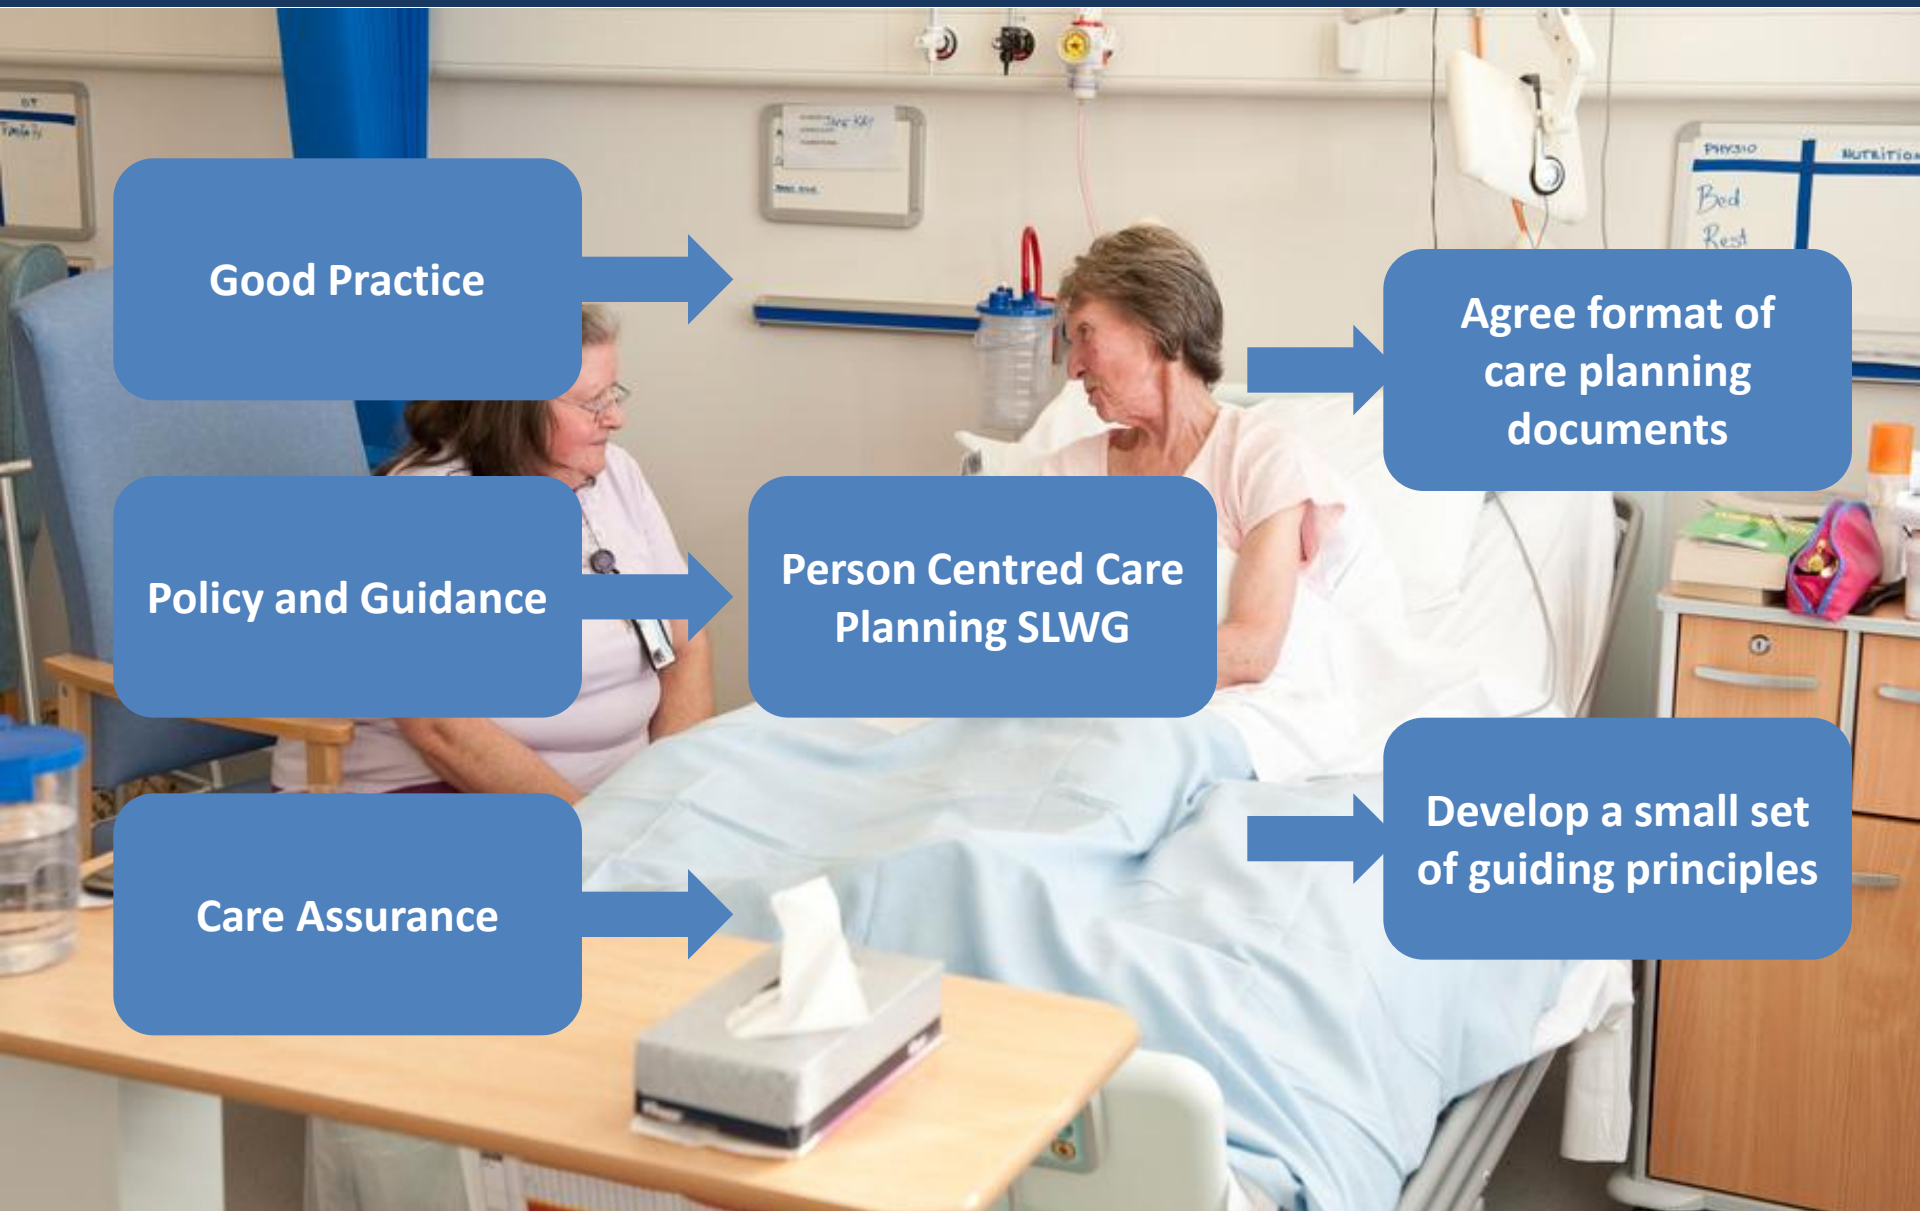 PHYSIO
NUTRITION
Bed
Rest
Good Practice
Agree format of
care planning
documents
Policy and Guidance
Person Centred Care
Planning SLWG
Care Assurance
Develop a small set
of guiding principles